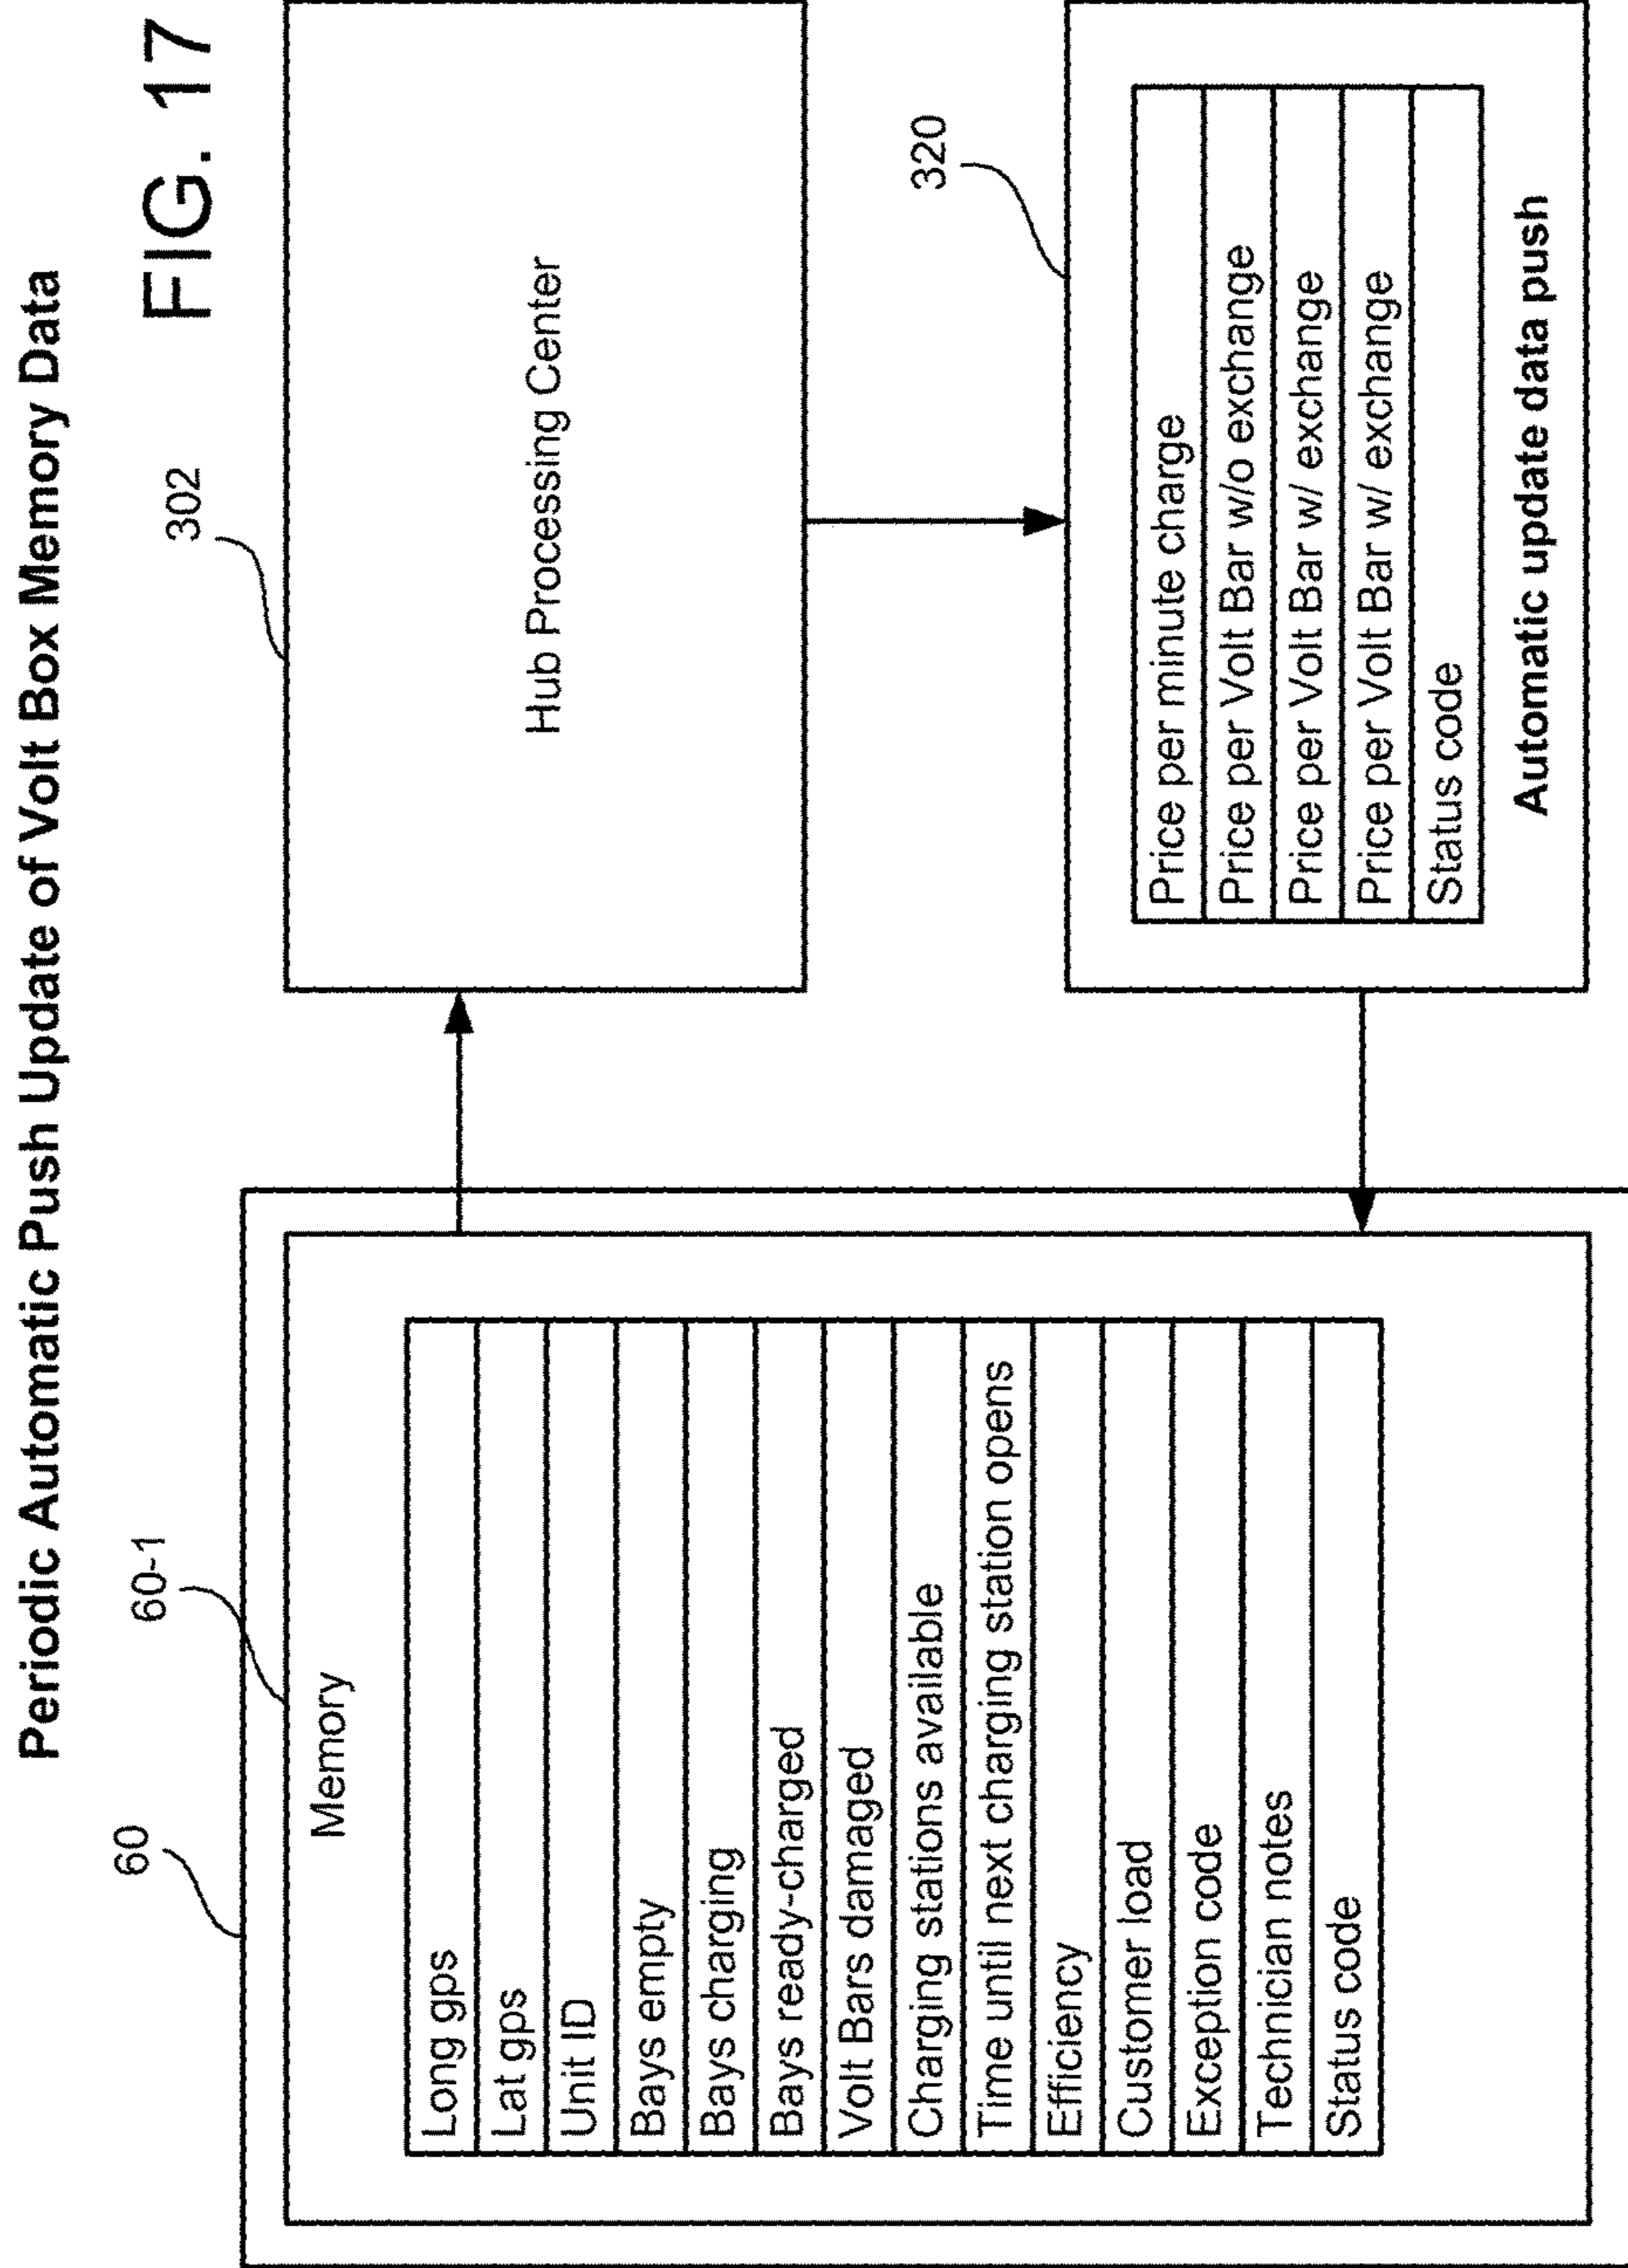 Periodic Automatic Push Update of Volt Box Memory Data
FIG. 17
60
60-1
Memory
Long gps
Lat gps
Unit ID
Bays empty
Bays charging
Bays ready-charged
Volt Bars damaged
Charging stations available
Time until next charging station opens
Efficiency
Customer load
Exception code
Technician notes
Status code
302
Hub Processing Center
320
Price per minute charge
Price per Volt Bar w/o exchange
Price per Volt Bar w/ exchange
Price per Volt Bar w/ exchange
Status code
Automatic update data push